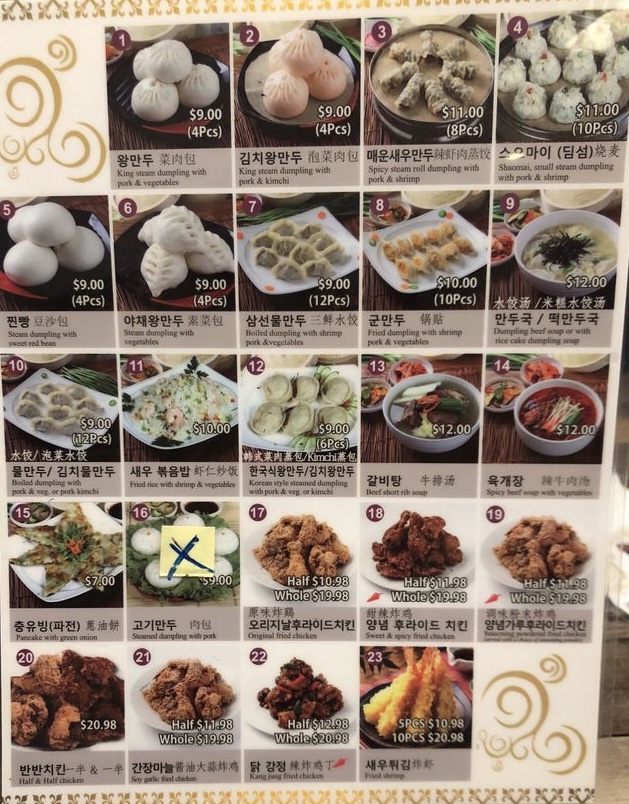 1
$9.00
(4Pcs)
왕만두 菜肉包
King steam dumpling with
pork & vegetables
2
$9.00
(4Pcs)
김치왕만두 泡菜肉包
King steam dumpling
with pork & kimchi
3
$11.00
(8Pcs)
매운새우만두辣虾肉蒸饺
Spicy steam roll dumpling with
pork & shrimp
4
$11.00
(10Pcs)
쇼오마이 (딤섬) 烧麦
Shaomai, small steam dumpling
with pork & shrimp
5
$9.00
(4Pcs)
찐빵 豆沙包
Steam dumpling with
sweet red bean
6
$9.00
(4Pcs)
야채왕만두 素菜包
Steam dumpling with
vegetables
7
$9.00
(12Pcs)
삼선물만두 三鲜水饺
Boiled dumpling with shrimp
pork &vegetables
8
$10.00
(10Pcs)
군만두 锅贴
Fried dumpling with shrimp
pork & vegetables
9
$12.00
水饺汤 /米糕水饺汤
만두국 / 떡만두국
Dumpling beef soup or with
rice cake dumpling soup
10
$9.00
(12Pcs)
水饺/ 泡菜水饺
물만두/ 김치물만두
Boiled dumpling with
pork & veg. or pork kimchi
11
$10.00
새우 볶음밥 虾仁炒饭
Fried rice with shrimp & vegetables
12
$9.00
(6Pcs)
韩式菜肉蒸包/Kimchi蒸包
한국식왕만두/김치왕만두
Korean style steamed dumpling
with pork & veg. or pork kimchi
13
$12.00
갈비탕 牛排汤
Beef short rib soup
14
$12.00
육개장 辣牛肉汤
Spicy beef soup with vegetables
15
$7.00
충유빙(파전) 蔥油餅
Pancake with green onion
16
X
$9.00
고기만두 肉包
Steamed dumpling with pork
17
Half $10.98
Whole $19.98
原味炸鸡
오리지날후라이드치킨
Original fried chicken
18
Half $11.98
Whole $19.98
甜辣炸鸡
양념 후라이드 치킨
Sweet & spicy fried chicken
19
Half $11.98
Whole $19.98
调味粉末炸鸡
양념가루후라이드치킨
Seasoning powdered fried chicken
20
$20.98
반반치킨一半 & 一半
Half & Half chicken
21
Half $11.98
Whole $19.98
간장마늘酱油大蒜炸鸡
Soy garlic fried chicken
22
Half $12.98
Whole $20.98
닭 강정 辣炸鸡丁
Kang jung fried chicken
23
5PCS $10.98
10PCS $20.98
새우튀김炸虾
Fried shrimp